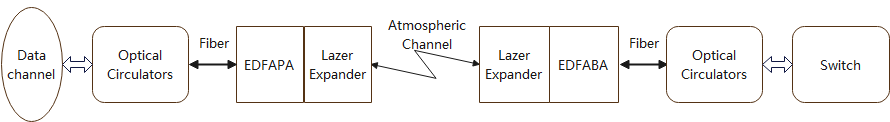 Data
channel
Optical
Circulators
Fiber
EDFAPA
Lazer
Expander
Atmospheric
Channel
Lazer
Expander
EDFABA
Fiber
Optical
Circulators
Switch